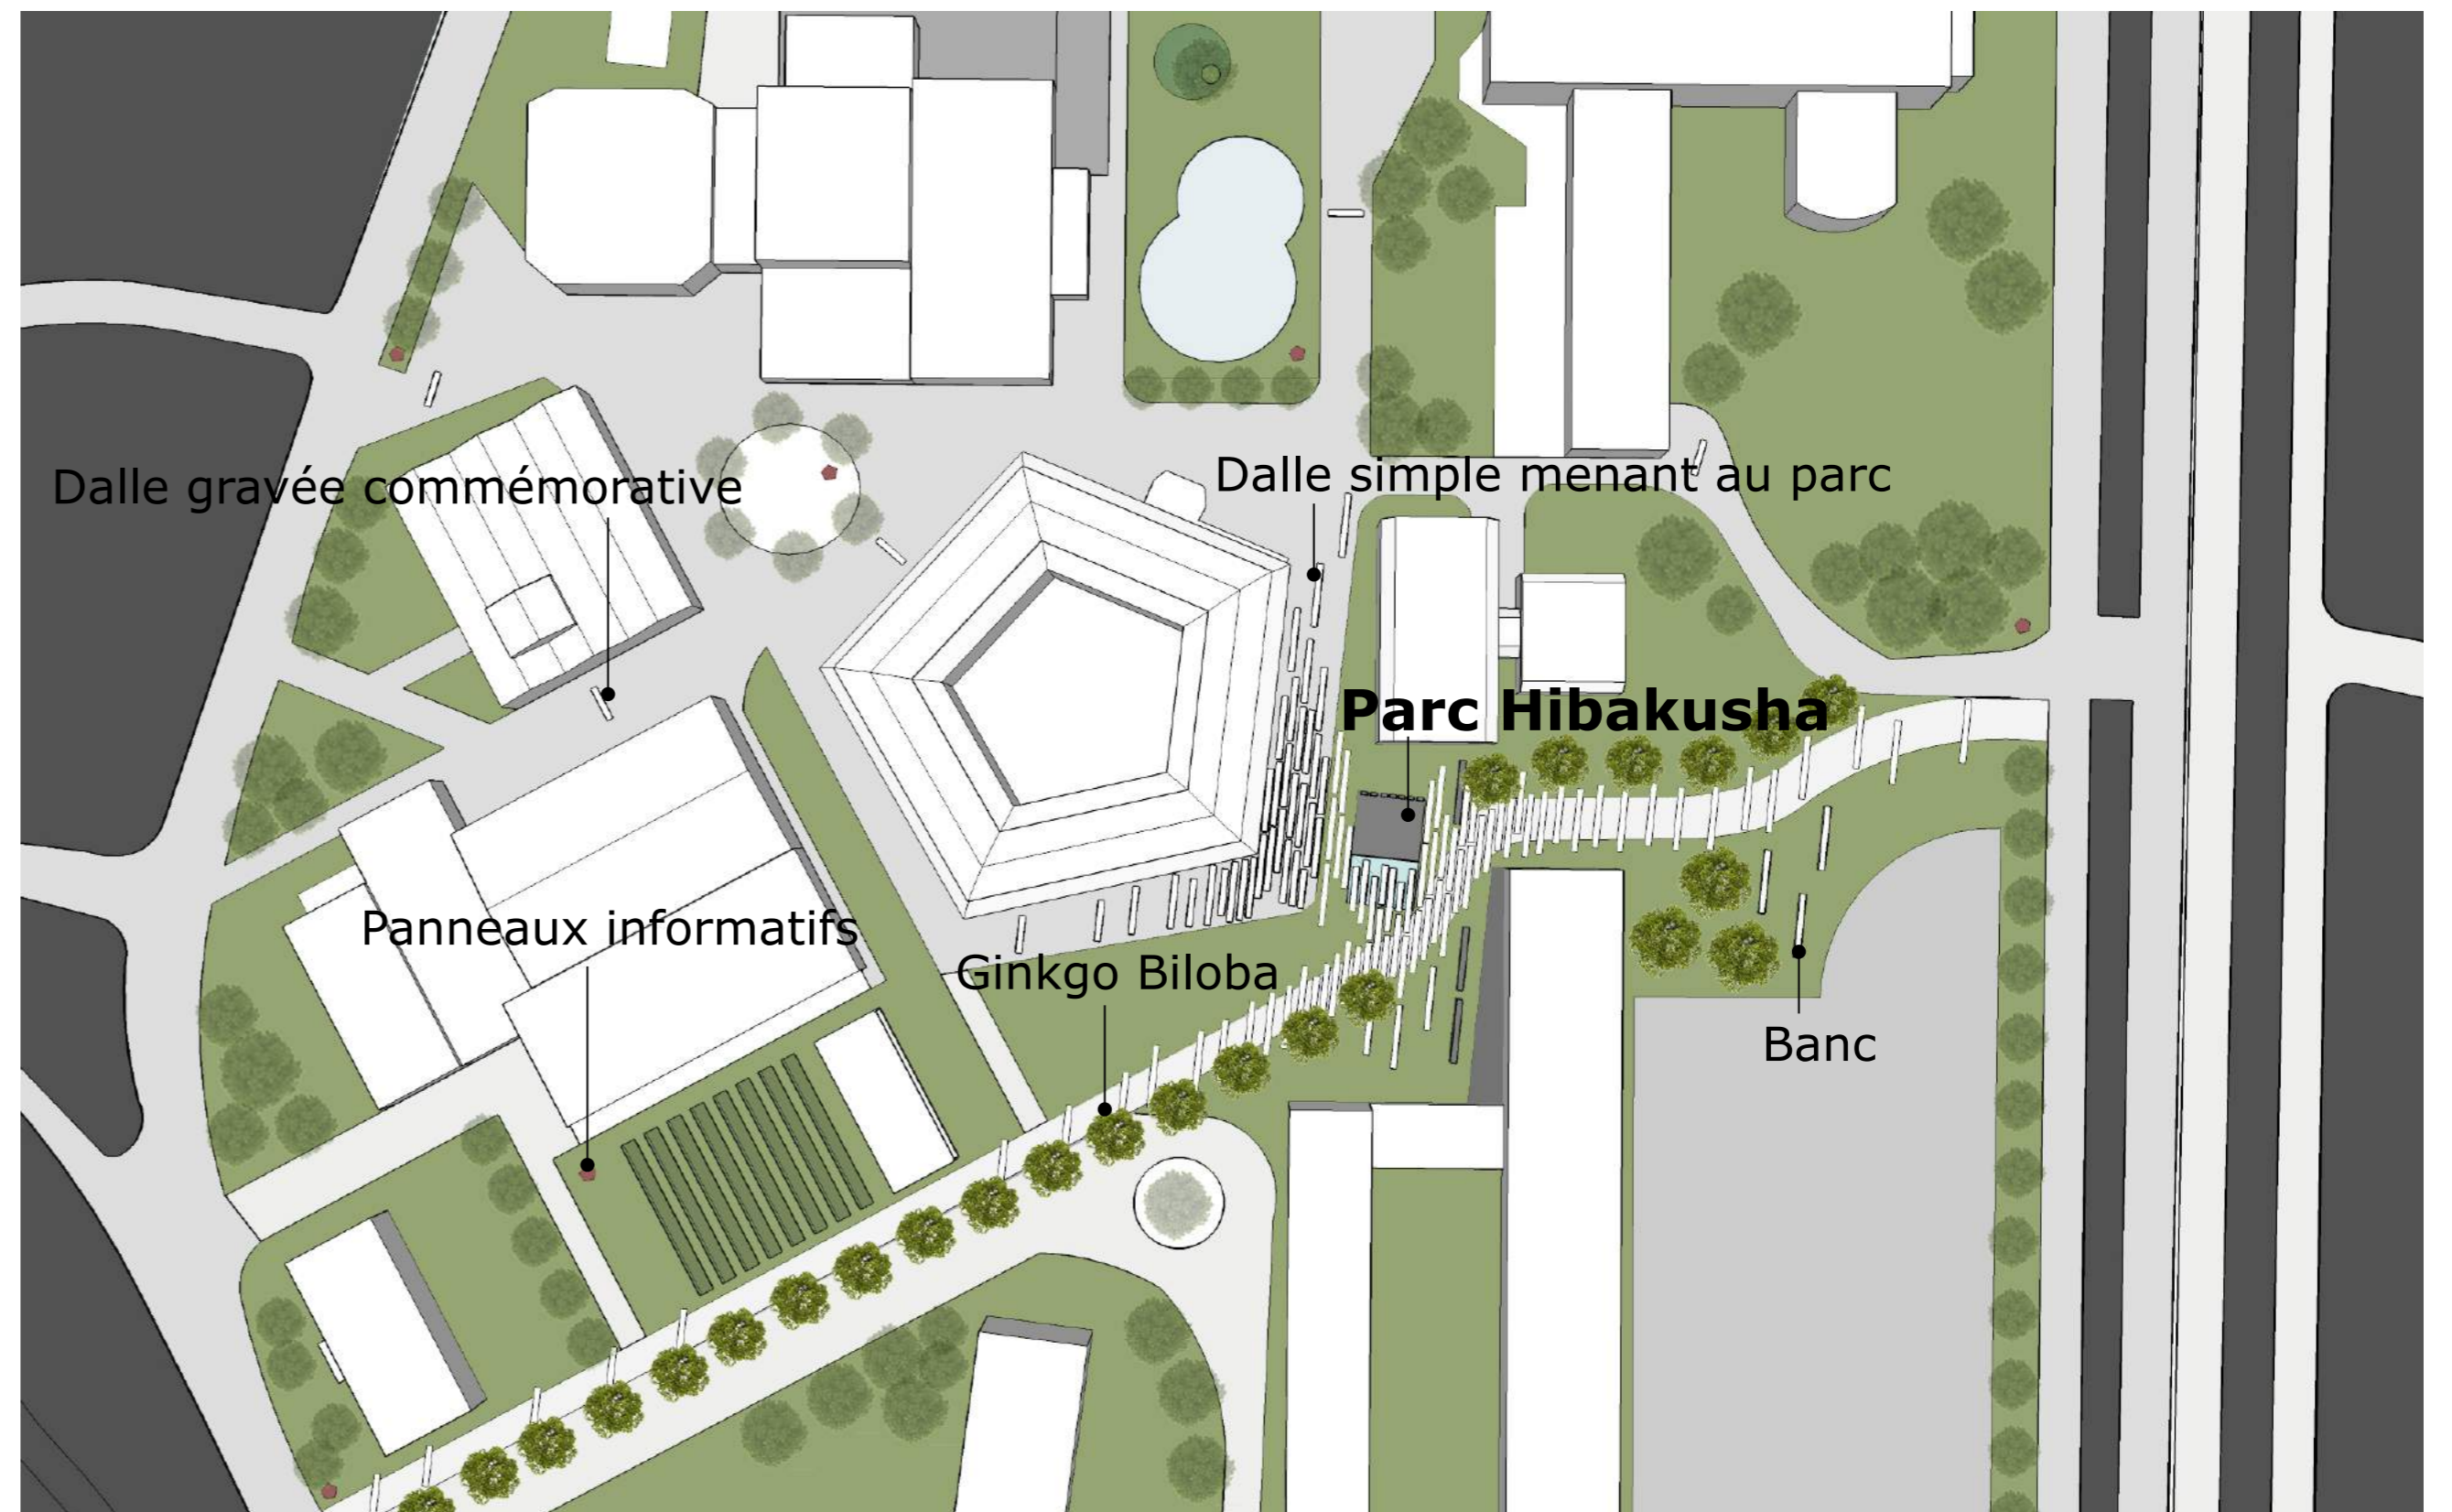 Dalle gravée commémorative
Dalle simple menant au parc
Parc Hibakusha
Panneaux informatifs
Ginkgo Biloba
Banc